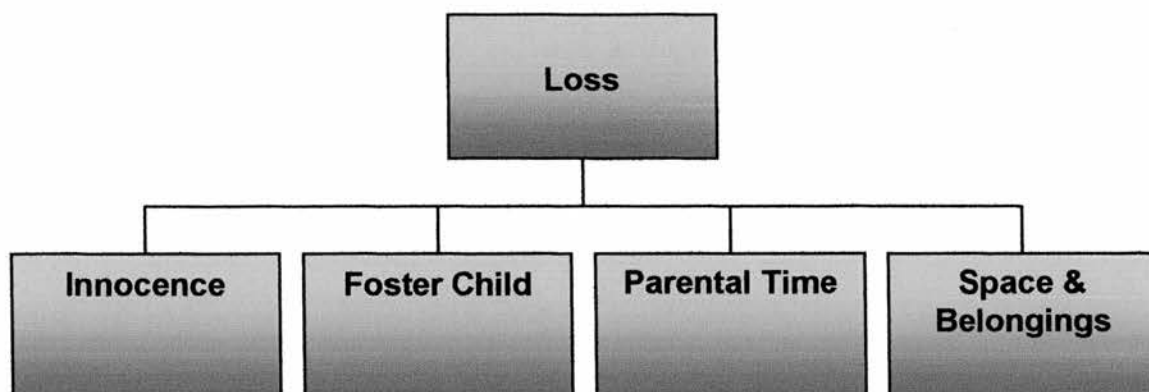 Loss
Innocence
Foster Child
Parental Time
Space &
Belongings